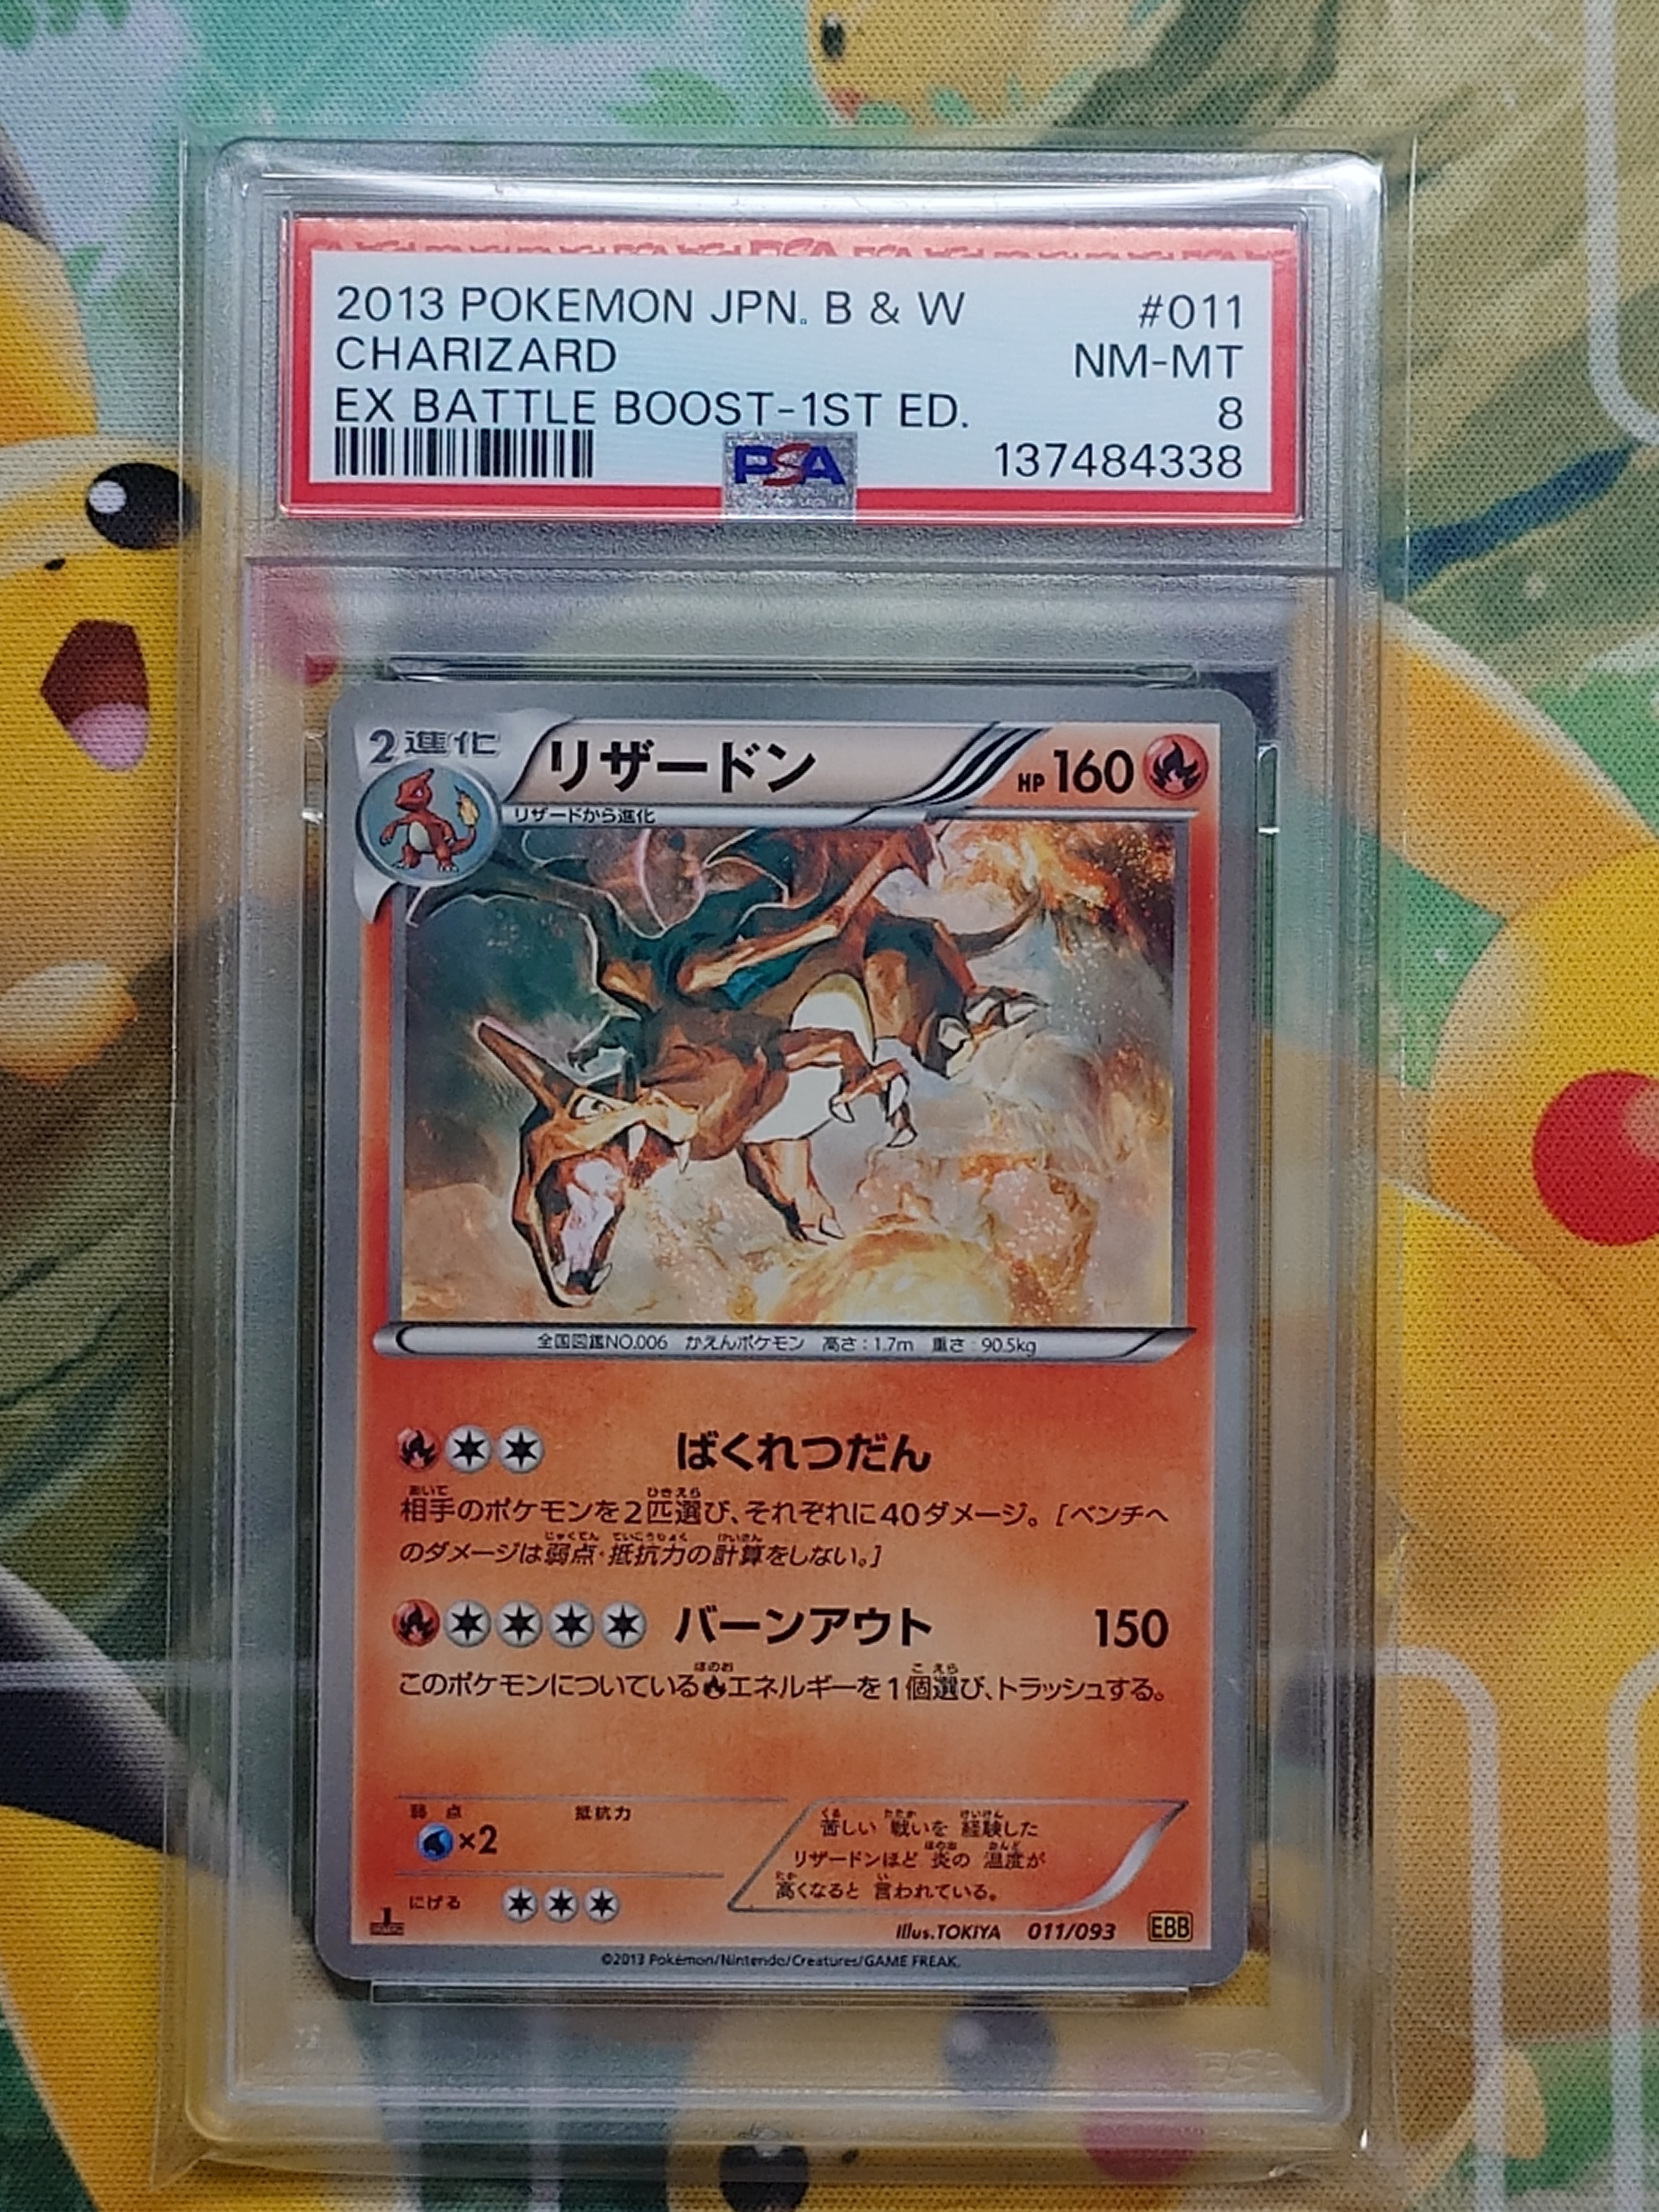 2013 POKEMON JPN. B & W #011
CHARIZARD NM-MT
EX BATTLE BOOST-1ST ED. 8
PSA 137484338
2進化 リザードン HP 160
リザードから進化
全国図鑑NO.006 かえんポケモン 高さ:1.7m 重さ:90.5kg
ばくれつだん
相手のポケモンを2匹選び、それぞれに40ダメージ。[ベンチへ
のダメージは弱点・抵抗力の計算をしない。]
バーンアウト 150
このポケモンについているエネルギーを1個選び、トラッシュする。
弱点 抵抗力
×2
にげる
苦しい 戦いを 経験した
リザードンほど 炎の 温度が
高くなると 言われている。
1 EDITION
Illus.TOKIYA 011/093 EBB
©2013 Pokémon/Nintendo/Creatures/GAME FREAK.